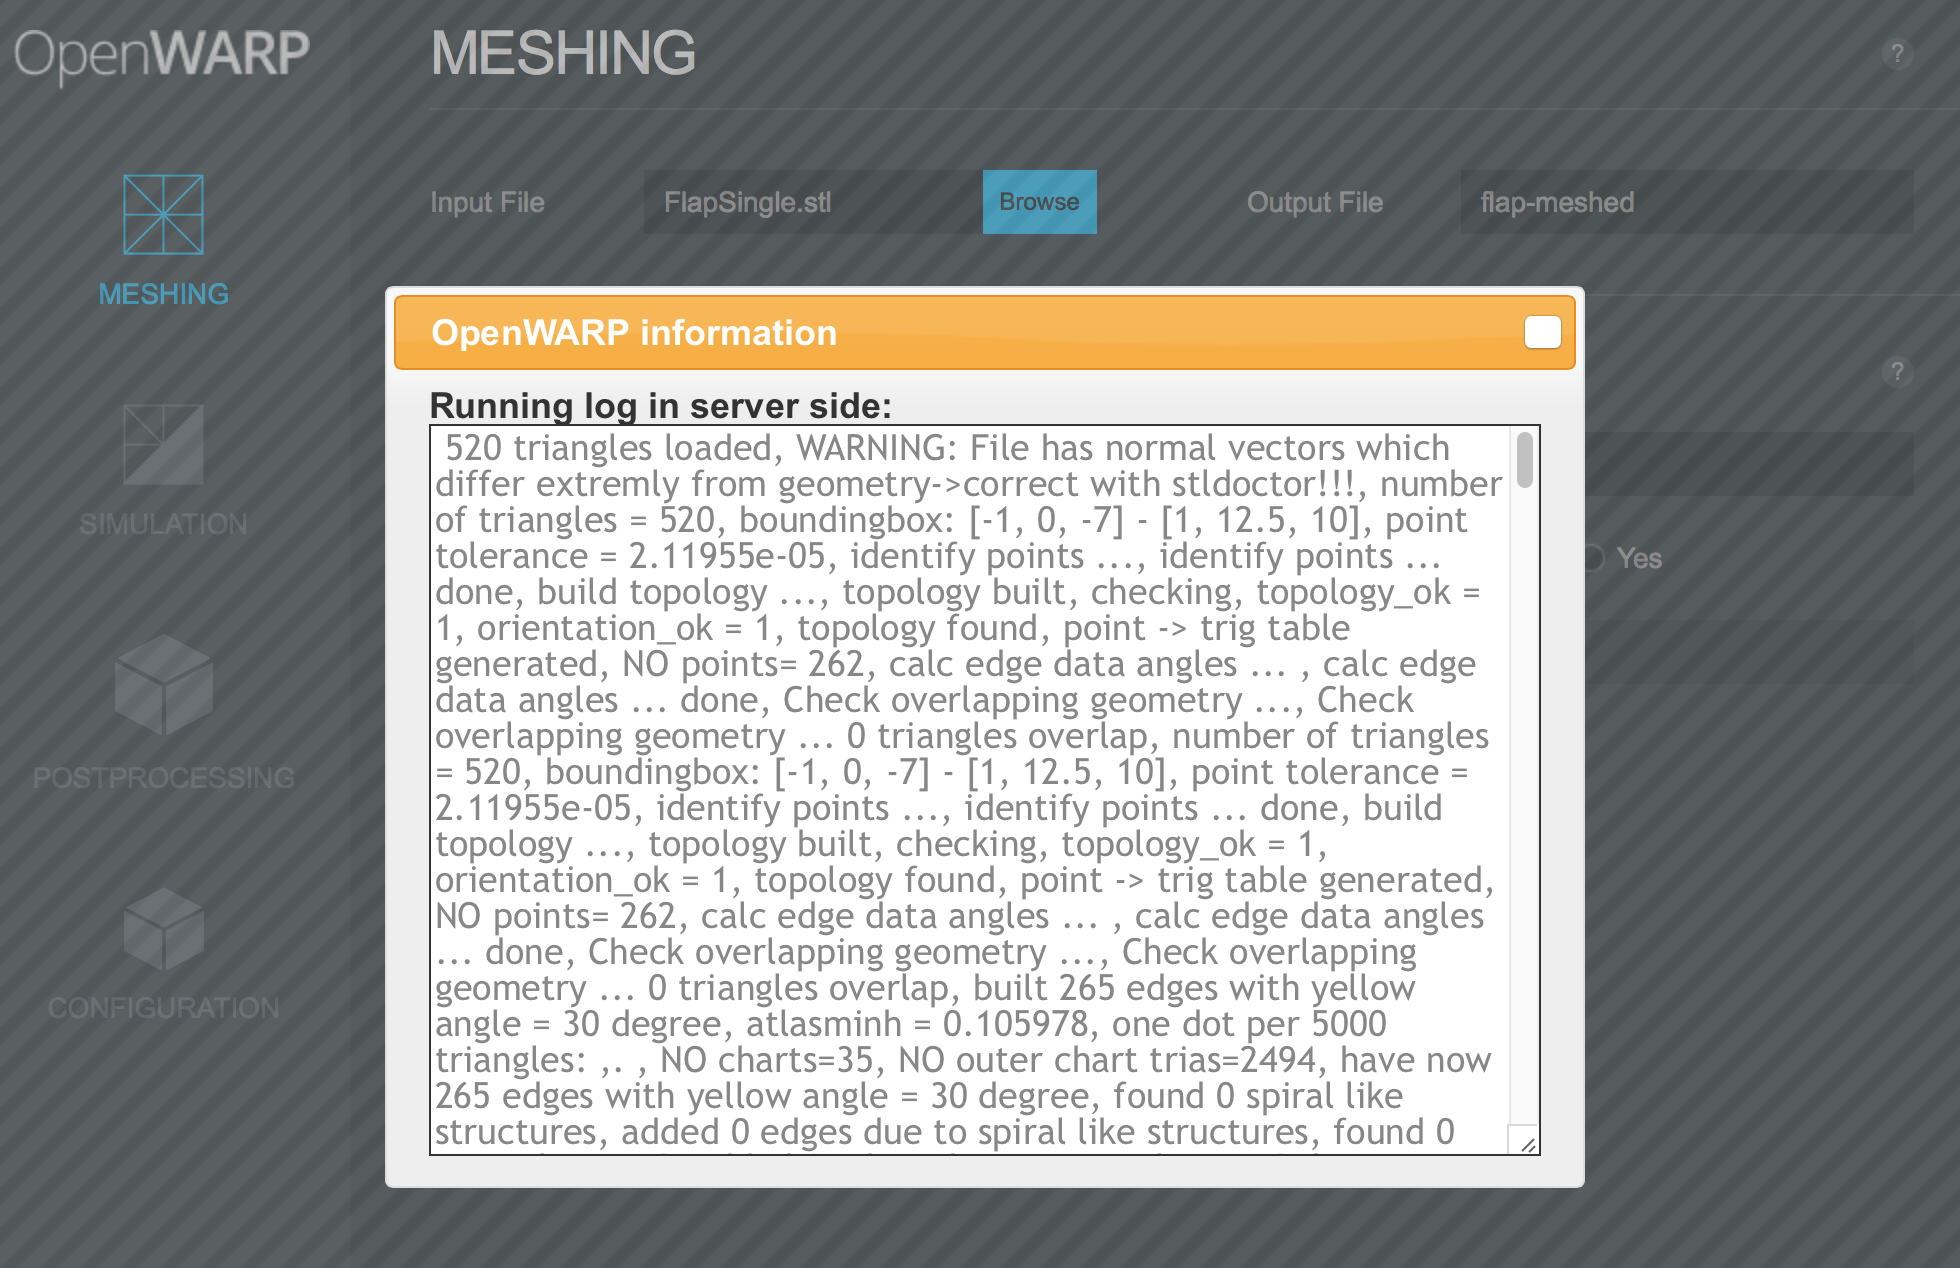 OpenWARP
MESHING
?
Input File
FlapSingle.stl
Browse
Output File
flap-meshed
MESHING
SIMULATION
POSTPROCESSING
CONFIGURATION
?
Yes
OpenWARP information
Running log in server side:
520 triangles loaded, WARNING: File has normal vectors which
differ extremly from geometry->correct with stldoctor!!!, number
of triangles = 520, boundingbox: [-1, 0, -7] - [1, 12.5, 10], point
tolerance = 2.11955e-05, identify points ..., identify points ...
done, build topology ..., topology built, checking, topology_ok =
1, orientation_ok = 1, topology found, point -> trig table
generated, NO points= 262, calc edge data angles ... , calc edge
data angles ... done, Check overlapping geometry ..., Check
overlapping geometry ... 0 triangles overlap, number of triangles
= 520, boundingbox: [-1, 0, -7] - [1, 12.5, 10], point tolerance =
2.11955e-05, identify points ..., identify points ... done, build
topology ..., topology built, checking, topology_ok = 1,
orientation_ok = 1, topology found, point -> trig table generated,
NO points= 262, calc edge data angles ... , calc edge data angles
... done, Check overlapping geometry ..., Check overlapping
geometry ... 0 triangles overlap, built 265 edges with yellow
angle = 30 degree, atlasminh = 0.105978, one dot per 5000
triangles: ,. , NO charts=35, NO outer chart trias=2494, have now
265 edges with yellow angle = 30 degree, found 0 spiral like
structures, added 0 edges due to spiral like structures, found 0